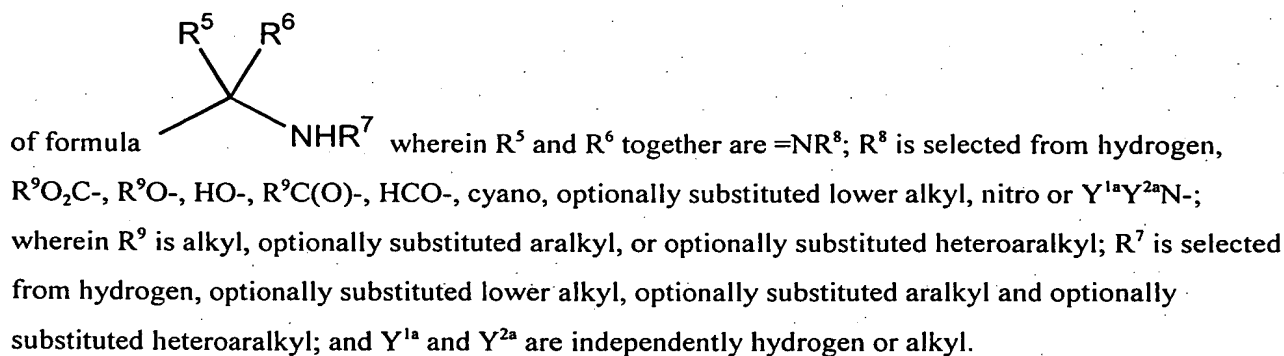 R⁵ R⁶
of formula NHR⁷ wherein R⁵ and R⁶ together are =NR⁸; R⁸ is selected from hydrogen,
R⁹O₂C-, R⁹O-, HO-, R⁹C(O)-, HCO-, cyano, optionally substituted lower alkyl, nitro or Y¹ᵃY²ᵃN-;
wherein R⁹ is alkyl, optionally substituted aralkyl, or optionally substituted heteroaralkyl; R⁷ is selected
from hydrogen, optionally substituted lower alkyl, optionally substituted aralkyl and optionally
substituted heteroaralkyl; and Y¹ᵃ and Y²ᵃ are independently hydrogen or alkyl.